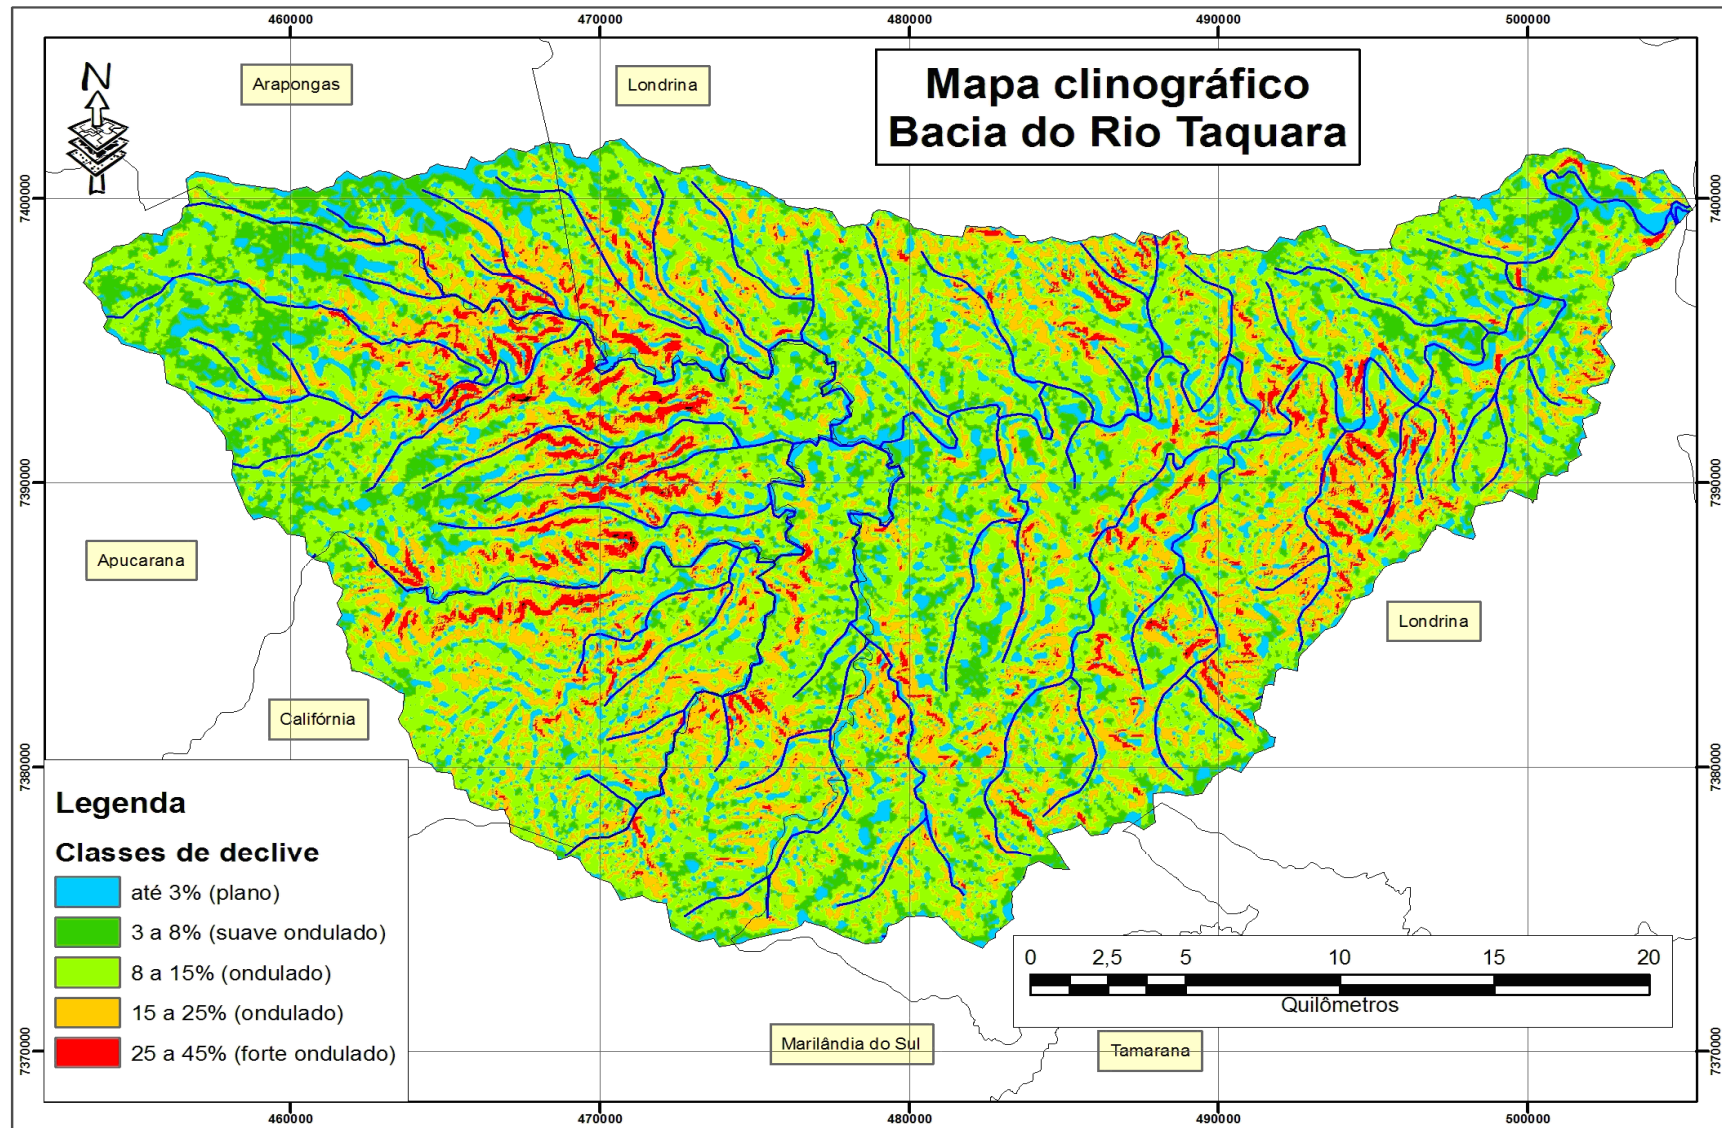 460000 470000 480000 490000 500000
Mapa clinográfico
Bacia do Rio Taquara
N
Arapongas
Londrina
7400000 7400000
7390000 7390000
Apucarana
Londrina
Califórnia
7380000 7380000
Legenda
Classes de declive
até 3% (plano)
3 a 8% (suave ondulado)
8 a 15% (ondulado)
15 a 25% (ondulado)
25 a 45% (forte ondulado)
0 2,5 5 10 15 20
Quilômetros
Marilândia do Sul
Tamarana
7370000 7370000
460000 470000 480000 490000 500000